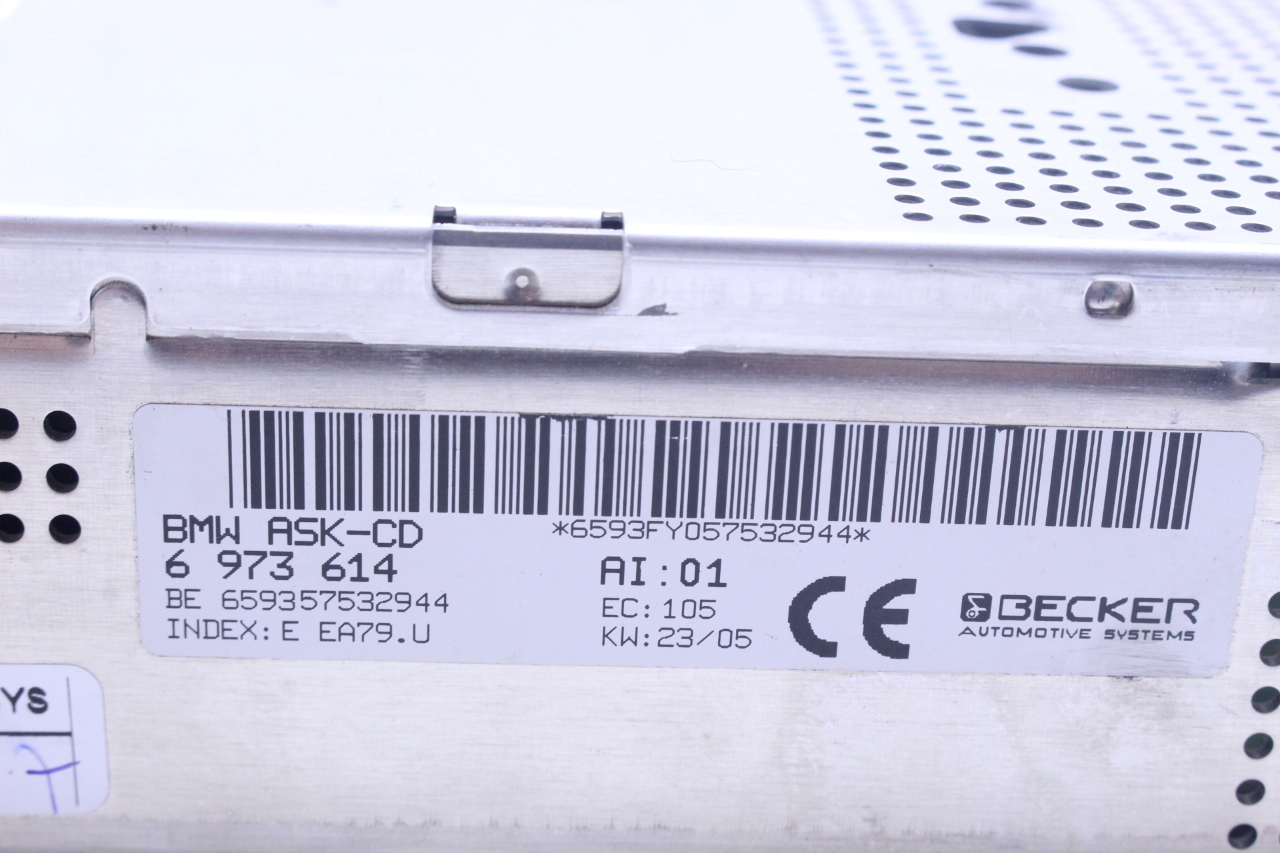 BMW ASK-CD
*6593FY057532944*
6 973 614
AI:01
BE 659357532944
EC:105
INDEX:E EA79.U
KW:23/05
CE
BECKER
AUTOMOTIVE SYSTEMS
YS